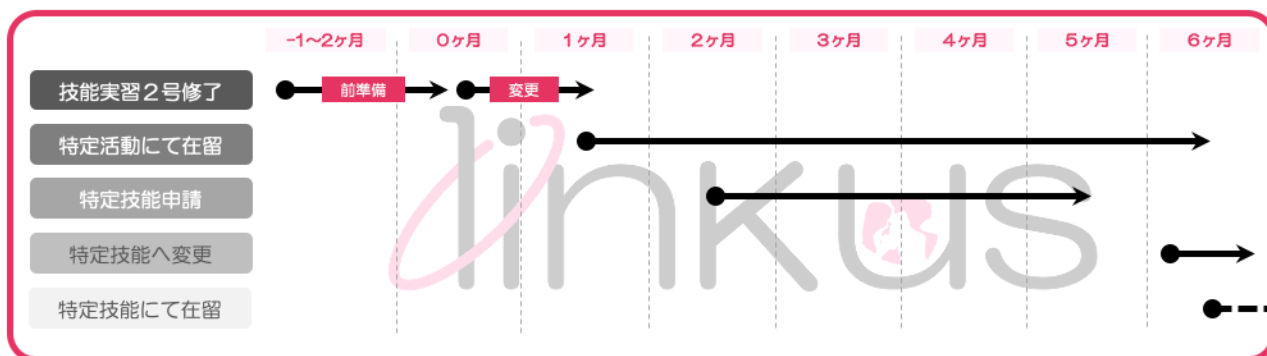 -1〜2ヶ月 0ヶ月 1ヶ月 2ヶ月 3ヶ月 4ヶ月 5ヶ月 6ヶ月
技能実習２号修了 前準備 変更
特定活動にて在留
特定技能申請
特定技能へ変更
特定技能にて在留
linkus